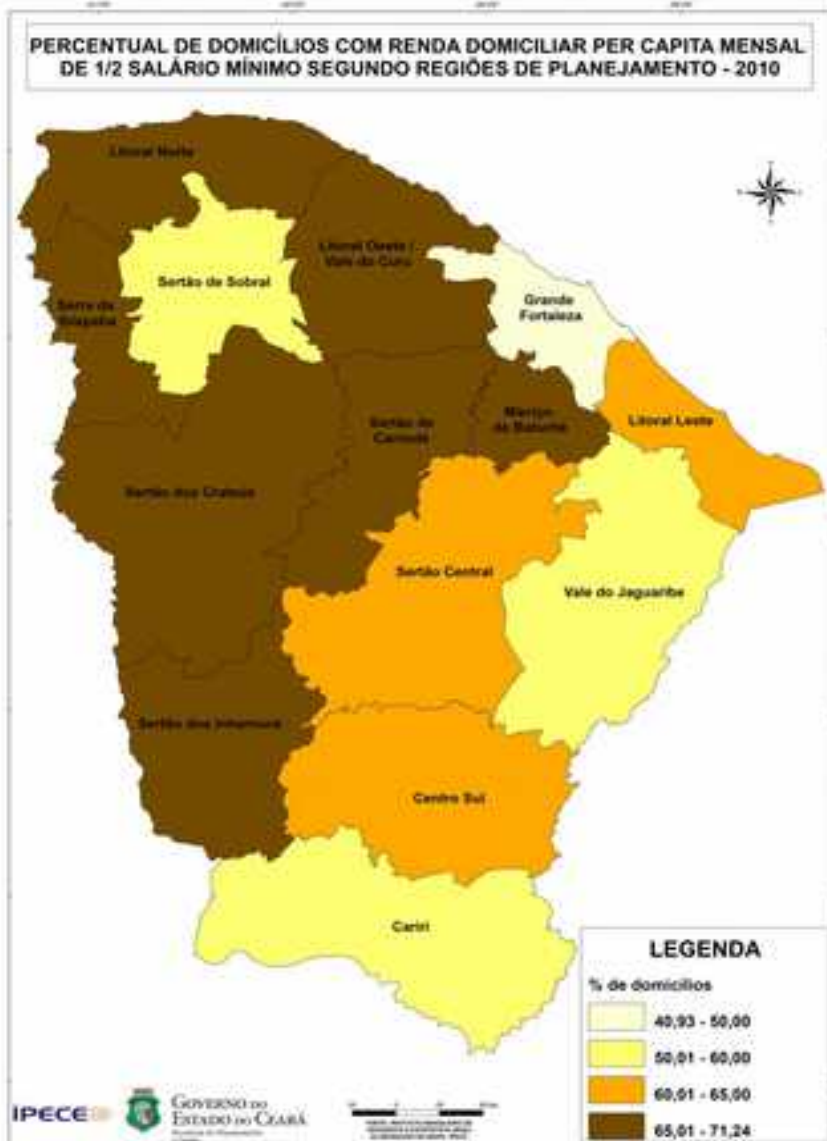 PERCENTUAL DE DOMICÍLIOS COM RENDA DOMICILIAR PER CAPITA MENSAL
DE 1/2 SALÁRIO MÍNIMO SEGUNDO REGIÕES DE PLANEJAMENTO - 2010
Litoral Norte
Litoral Oeste /
Vale do Curu
Sertão de Sobral
Serra da
Ibiapaba
Grande
Fortaleza
Litoral Leste
Sertão de
Canindé
Maciço
de Baturité
Sertão dos Crateús
Sertão Central
Vale do Jaguaribe
Sertão dos Inhamuns
Centro Sul
Cariri
LEGENDA
% de domicílios
40,93 - 50,00
50,01 - 60,00
60,01 - 65,00
65,01 - 71,24
IPECE
GOVERNO DO
ESTADO DO CEARÁ